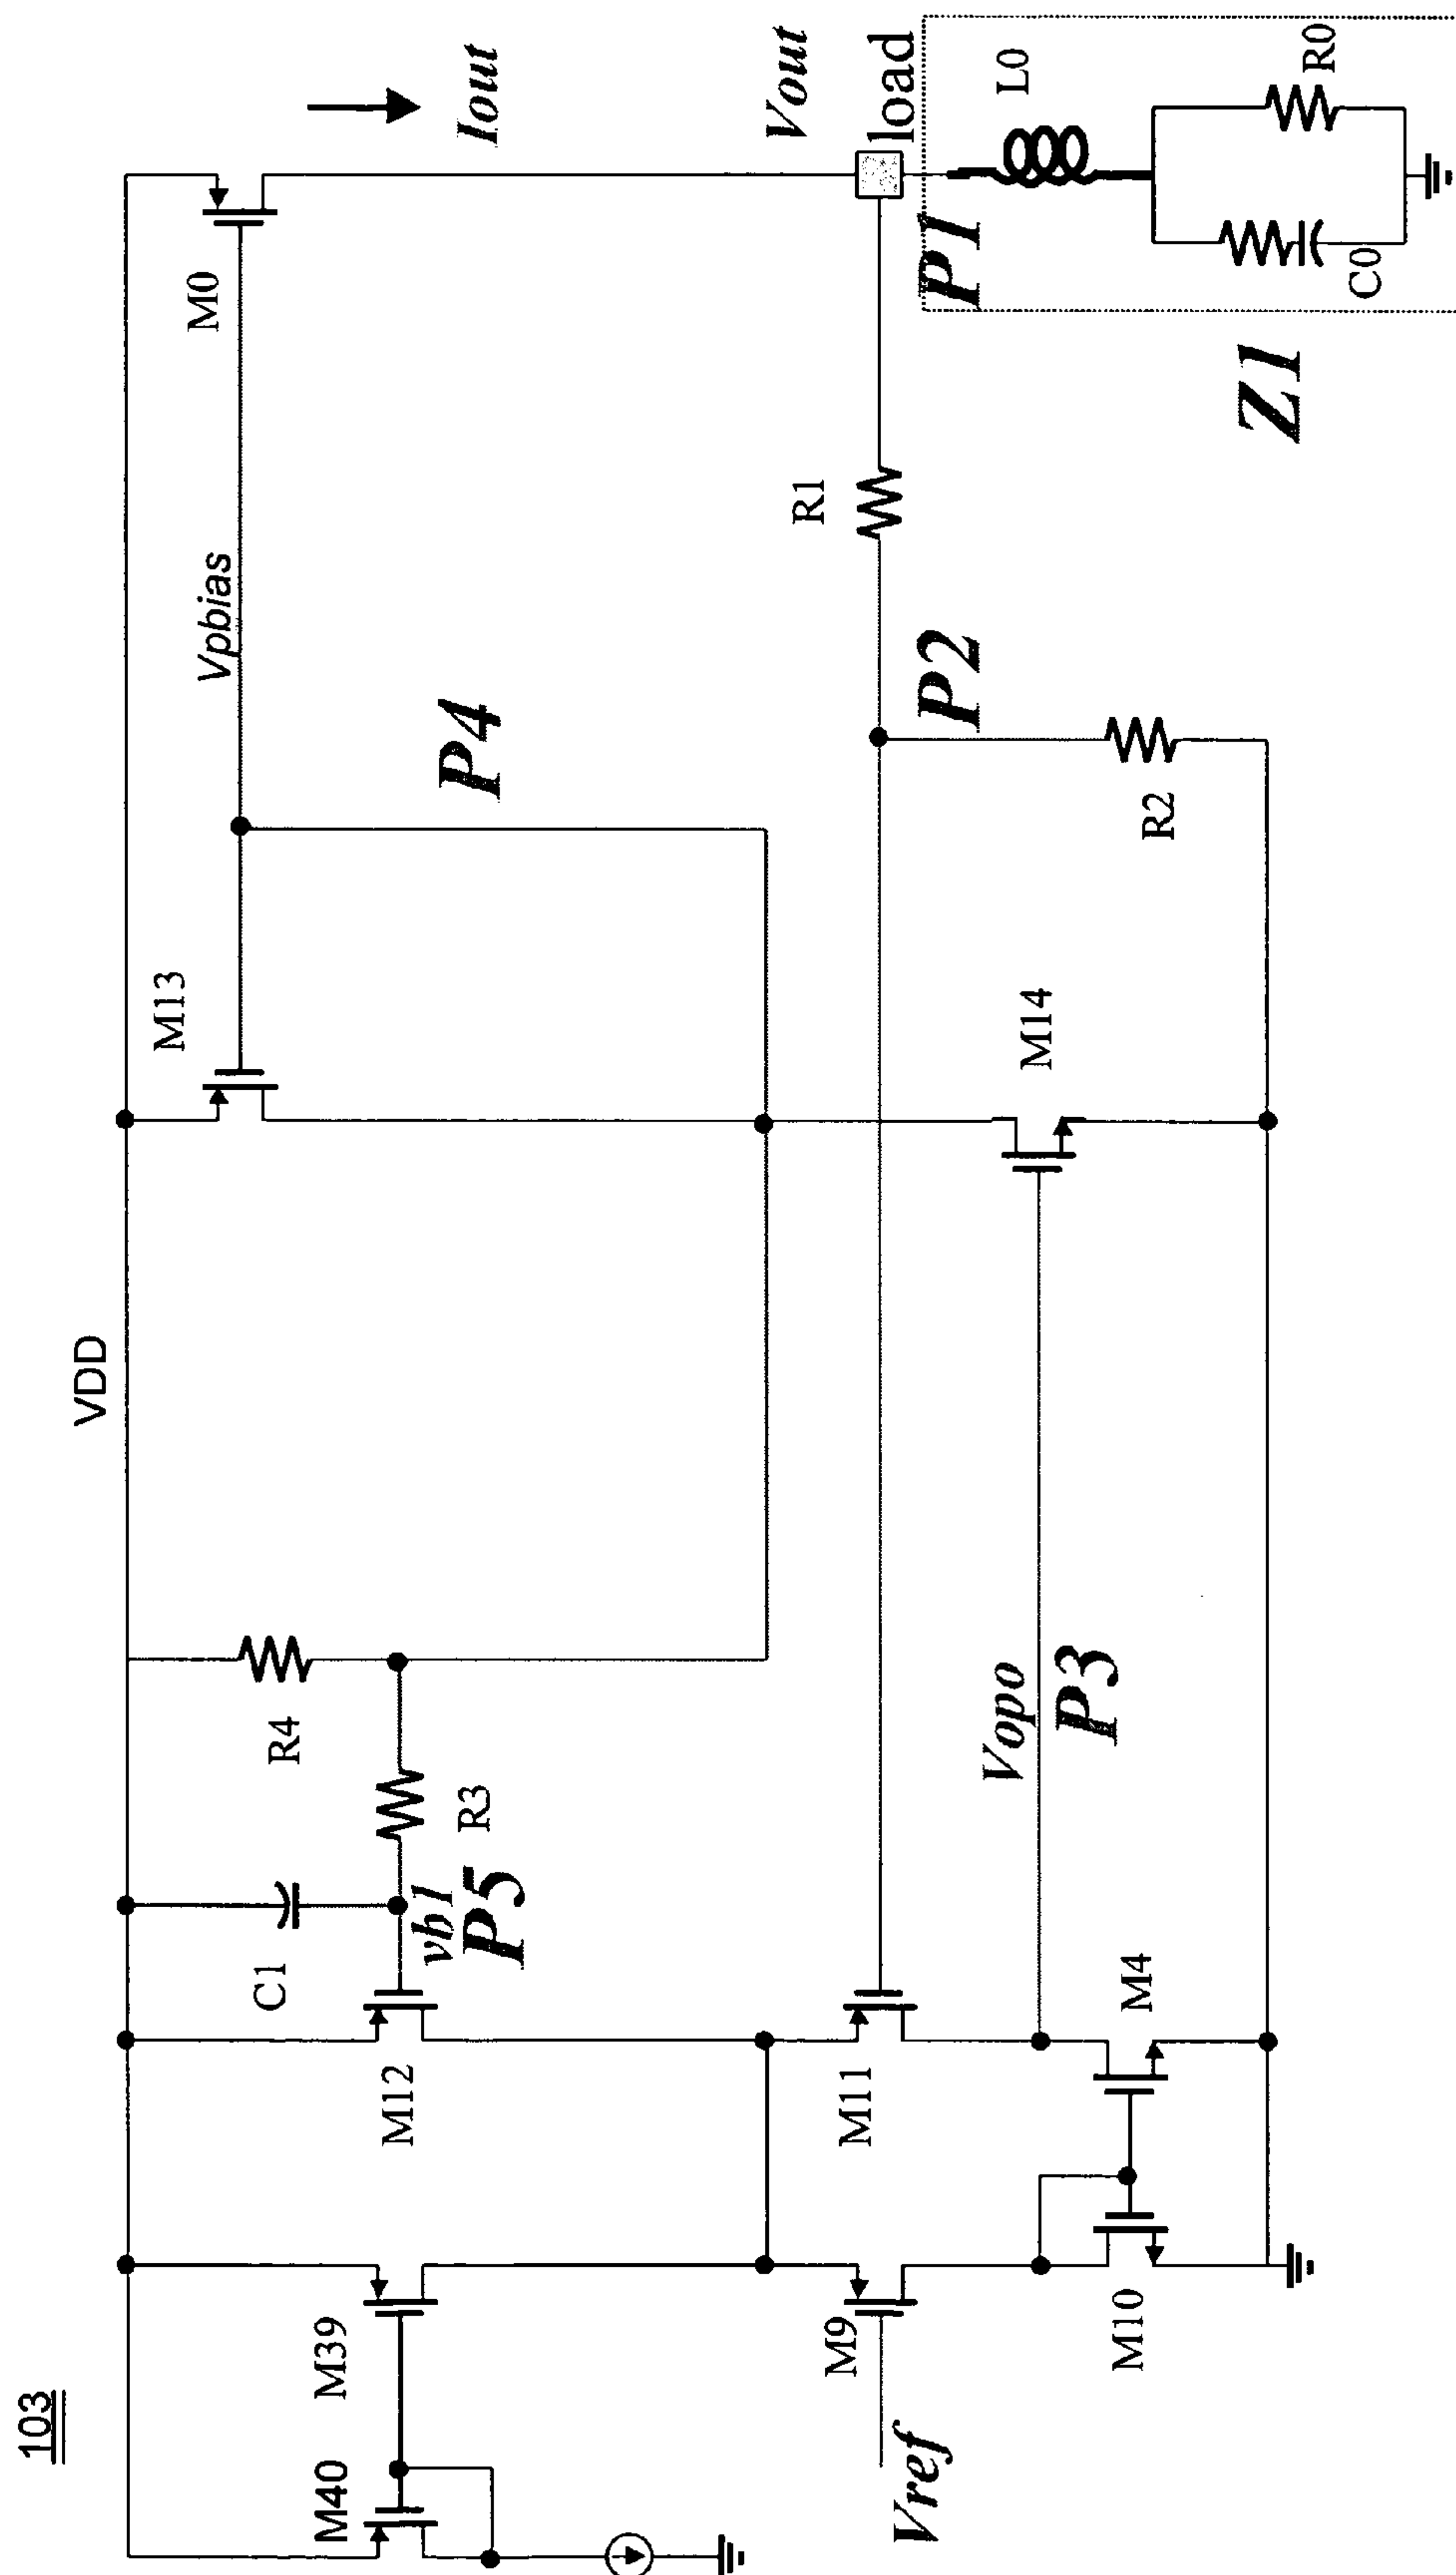 103
VDD
M40
M39
M12
C1
R4
R3
vb1
P5
M13
M0
Vpbias
P4
Iout
Vout
load
Vref
M9
M11
M10
M4
Vopo
P3
M14
R1
P2
R2
P1
L0
R0
C0
Z1